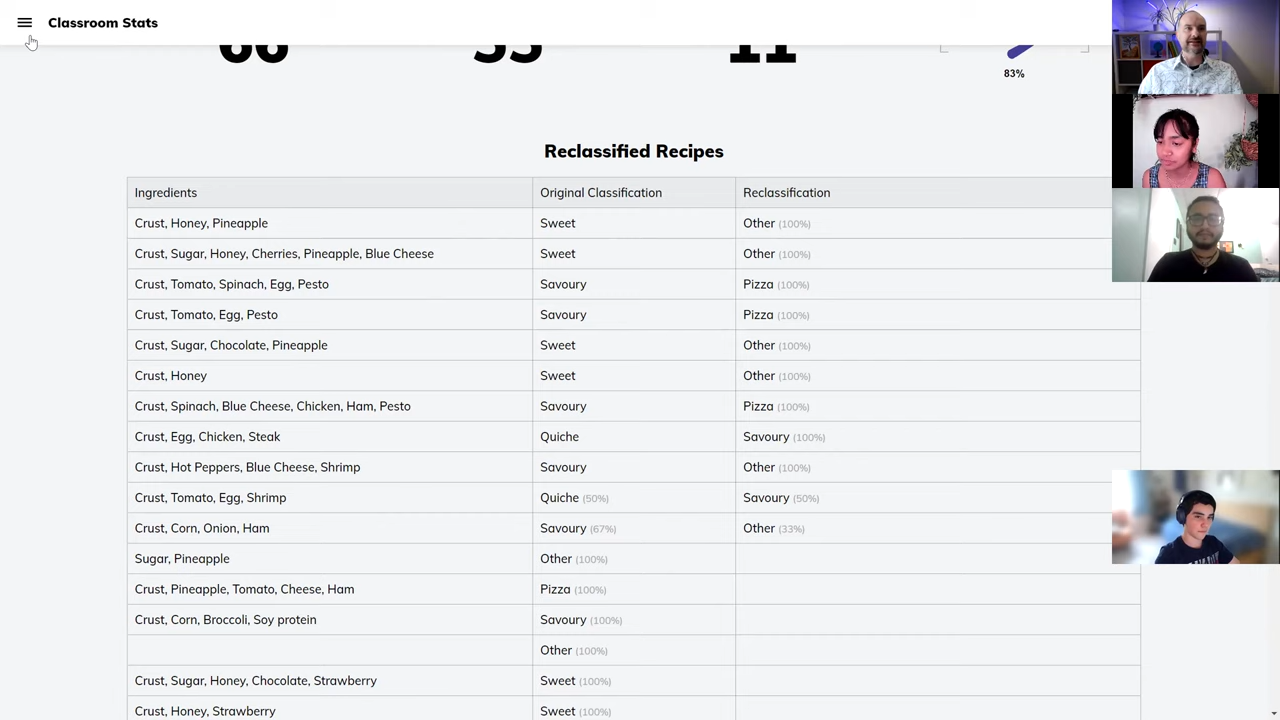 Classroom Stats
66 55 11
83%
Reclassified Recipes
Ingredients Original Classification Reclassification
Crust, Honey, Pineapple Sweet Other (100%)
Crust, Sugar, Honey, Cherries, Pineapple, Blue Cheese Sweet Other (100%)
Crust, Tomato, Spinach, Egg, Pesto Savoury Pizza (100%)
Crust, Tomato, Egg, Pesto Savoury Pizza (100%)
Crust, Sugar, Chocolate, Pineapple Sweet Other (100%)
Crust, Honey Sweet Other (100%)
Crust, Spinach, Blue Cheese, Chicken, Ham, Pesto Savoury Pizza (100%)
Crust, Egg, Chicken, Steak Quiche Savoury (100%)
Crust, Hot Peppers, Blue Cheese, Shrimp Savoury Other (100%)
Crust, Tomato, Egg, Shrimp Quiche (50%) Savoury (50%)
Crust, Corn, Onion, Ham Savoury (67%) Other (33%)
Sugar, Pineapple Other (100%)
Crust, Pineapple, Tomato, Cheese, Ham Pizza (100%)
Crust, Corn, Broccoli, Soy protein Savoury (100%)
Other (100%)
Crust, Sugar, Honey, Chocolate, Strawberry Sweet (100%)
Crust, Honey, Strawberry Sweet (100%)